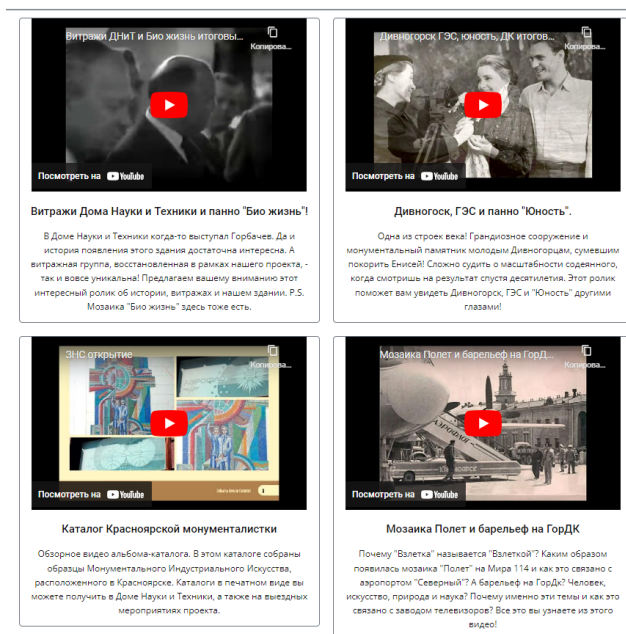 Витражи ДНиТ и Био жизнь итоговы...
Копирова...
Посмотреть на YouTube
Витражи Дома Науки и Техники и панно "Био жизнь"!
В Доме Науки и Техники когда-то выступал Горбачев. Да и
история появления этого здания достаточна интересна. А
витражная группа, восстановленная в рамках нашего проекта, -
так и вовсе уникальна! Предлагаем вашему вниманию этот
интересный ролик об истории, витражах и нашем здании. P.S.
Мозаика "Био жизнь" здесь тоже есть.
Дивногорск ГЭС, юность, ДК итогов...
Копирова...
Посмотреть на YouTube
Дивногоск, ГЭС и панно "Юность".
Одна из строек века! Грандиозное сооружение и
монументальный памятник молодым Дивногорцам, сумевшим
покорить Енисей! Сложно судить о масштабности содеянного,
когда смотришь на результат спустя десятилетия. Этот ролик
поможет вам увидеть Дивногорск, ГЭС и "Юность" другими
глазами!
ЗНС открытие
Копирова...
Посмотреть на YouTube
Каталог Красноярской монументалистки
Обзорное видео альбома-каталога. В этом каталоге собраны
образцы Монументального Индустриального Искусства,
расположенного в Красноярске. Каталоги в печатном виде вы
можете получить в Доме Науки и Техники, а также на выездных
мероприятиях проекта.
Мозаика Полет и барельеф на ГорД...
Копирова...
АЭРОФЛОТ
КРАСНОЯРСК
Посмотреть на YouTube
Мозаика Полет и барельеф на ГорДК
Почему "Взлетка" называется "Взлеткой"? Каким образом
появилась мозаика "Полет" на Мира 114 и как это связано с
аэропортом "Северный"? А барельеф на ГорДк? Человек,
искусство, природа и наука? Почему именно эти темы и как это
связано с заводом телевизоров? Все это вы узнаете из этого
видео!